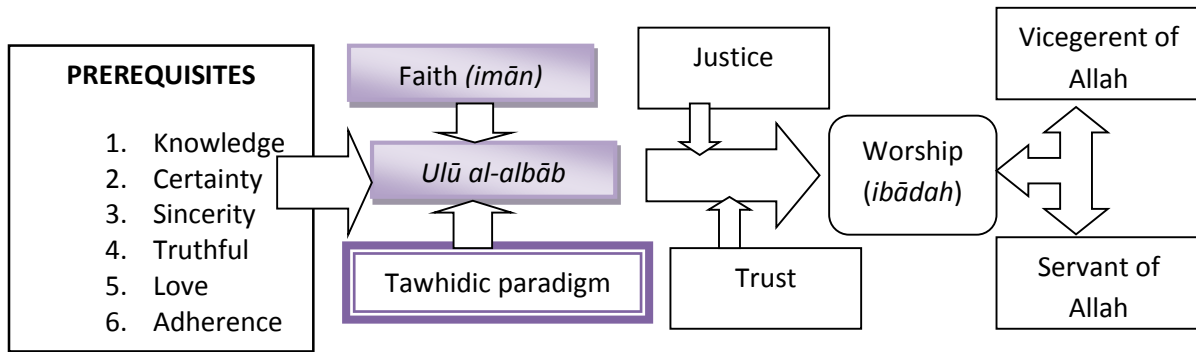 PREREQUISITES
1. Knowledge
2. Certainty
3. Sincerity
4. Truthful
5. Love
6. Adherence
Faith (imān)
Ulū al-albāb
Tawhidic paradigm
Justice
Trust
Worship
(ibādah)
Vicegerent of
Allah
Servant of
Allah